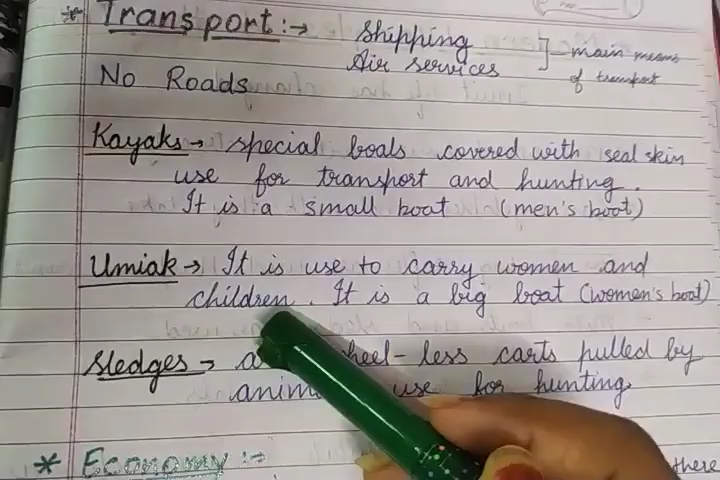 * Transport :→ Shipping
Air services ] main means of transport
No Roads
Kayaks → special boats covered with seal skin
use for transport and hunting.
It is a small boat (men's boat)
Umiak → It is use to carry women and
children. It is a big boat (women's boat)
Sledges → a heel-less carts pulled by
anim use for hunting
* Economy :→ there